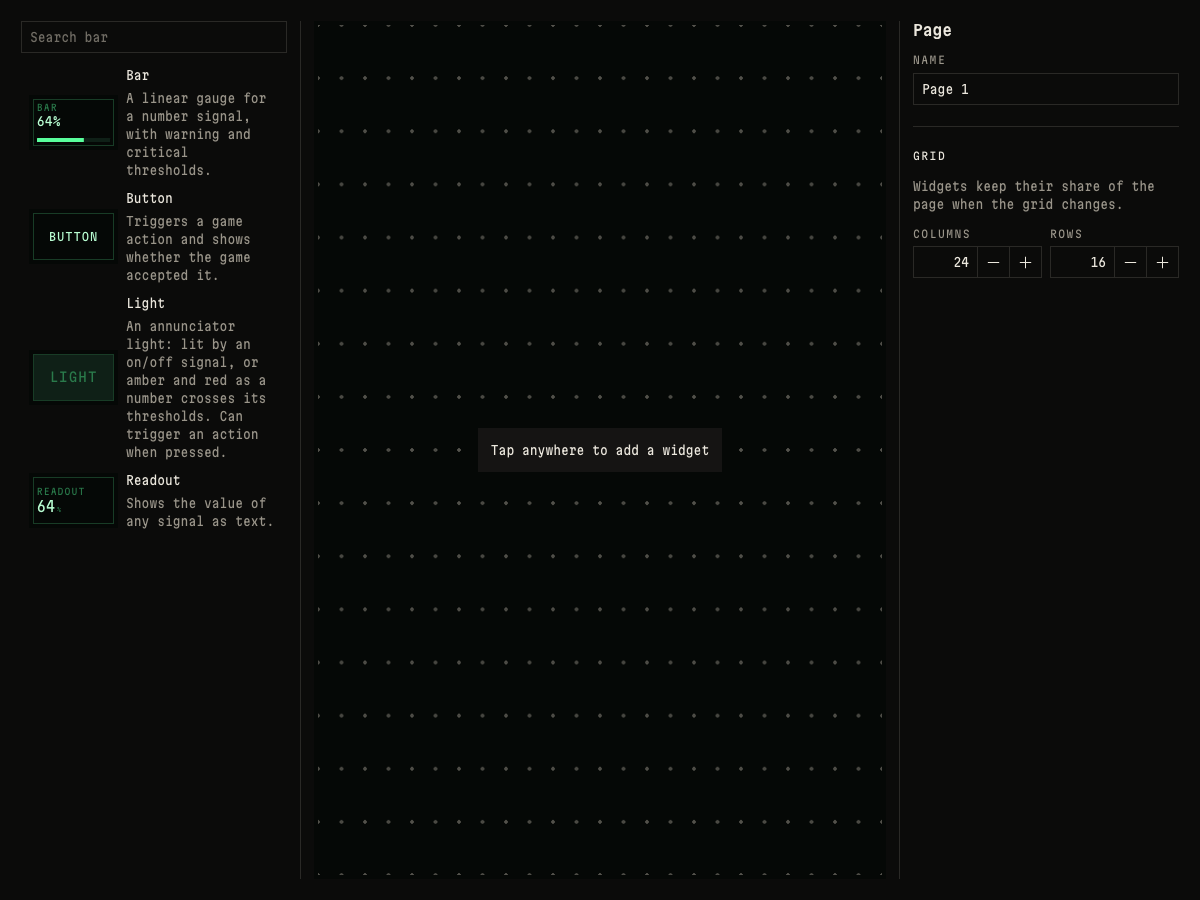 Search bar
BAR
64%
Bar
A linear gauge for
a number signal,
with warning and
critical
thresholds.
BUTTON
Button
Triggers a game
action and shows
whether the game
accepted it.
LIGHT
Light
An annunciator
light: lit by an
on/off signal, or
amber and red as a
number crosses its
thresholds. Can
trigger an action
when pressed.
READOUT
64%
Readout
Shows the value of
any signal as text.
Tap anywhere to add a widget
Page
NAME
Page 1
GRID
Widgets keep their share of the
page when the grid changes.
COLUMNS ROWS
24 — + 16 — +